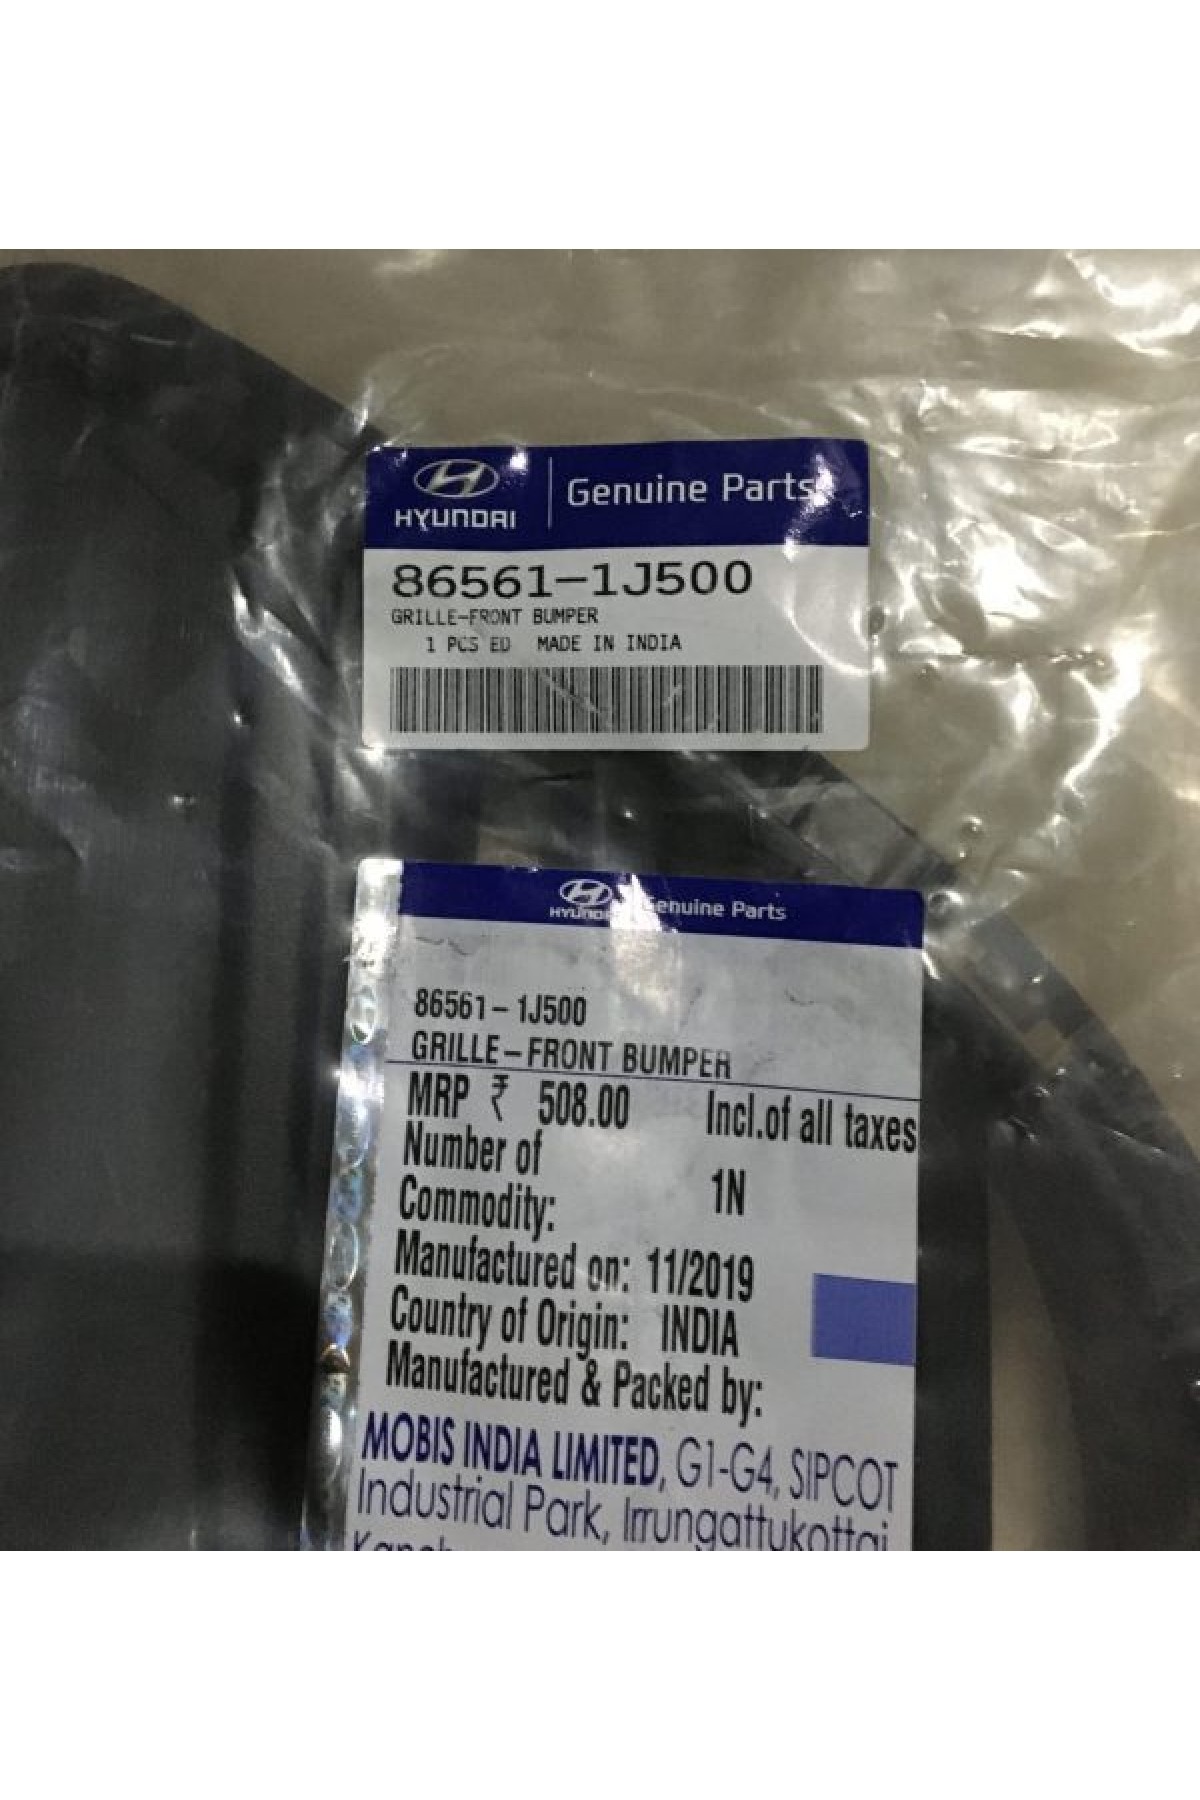 HYUNDAI
Genuine Parts
86561-1J500
GRILLE-FRONT BUMPER
1 PCS ED MADE IN INDIA
HYUNDAI Genuine Parts
86561-1J500
GRILLE-FRONT BUMPER
MRP ₹ 508.00 Incl.of all taxes
Number of
Commodity: 1N
Manufactured on: 11/2019
Country of Origin: INDIA
Manufactured & Packed by:
MOBIS INDIA LIMITED, G1-G4, SIPCOT
Industrial Park, Irrungattukottai,